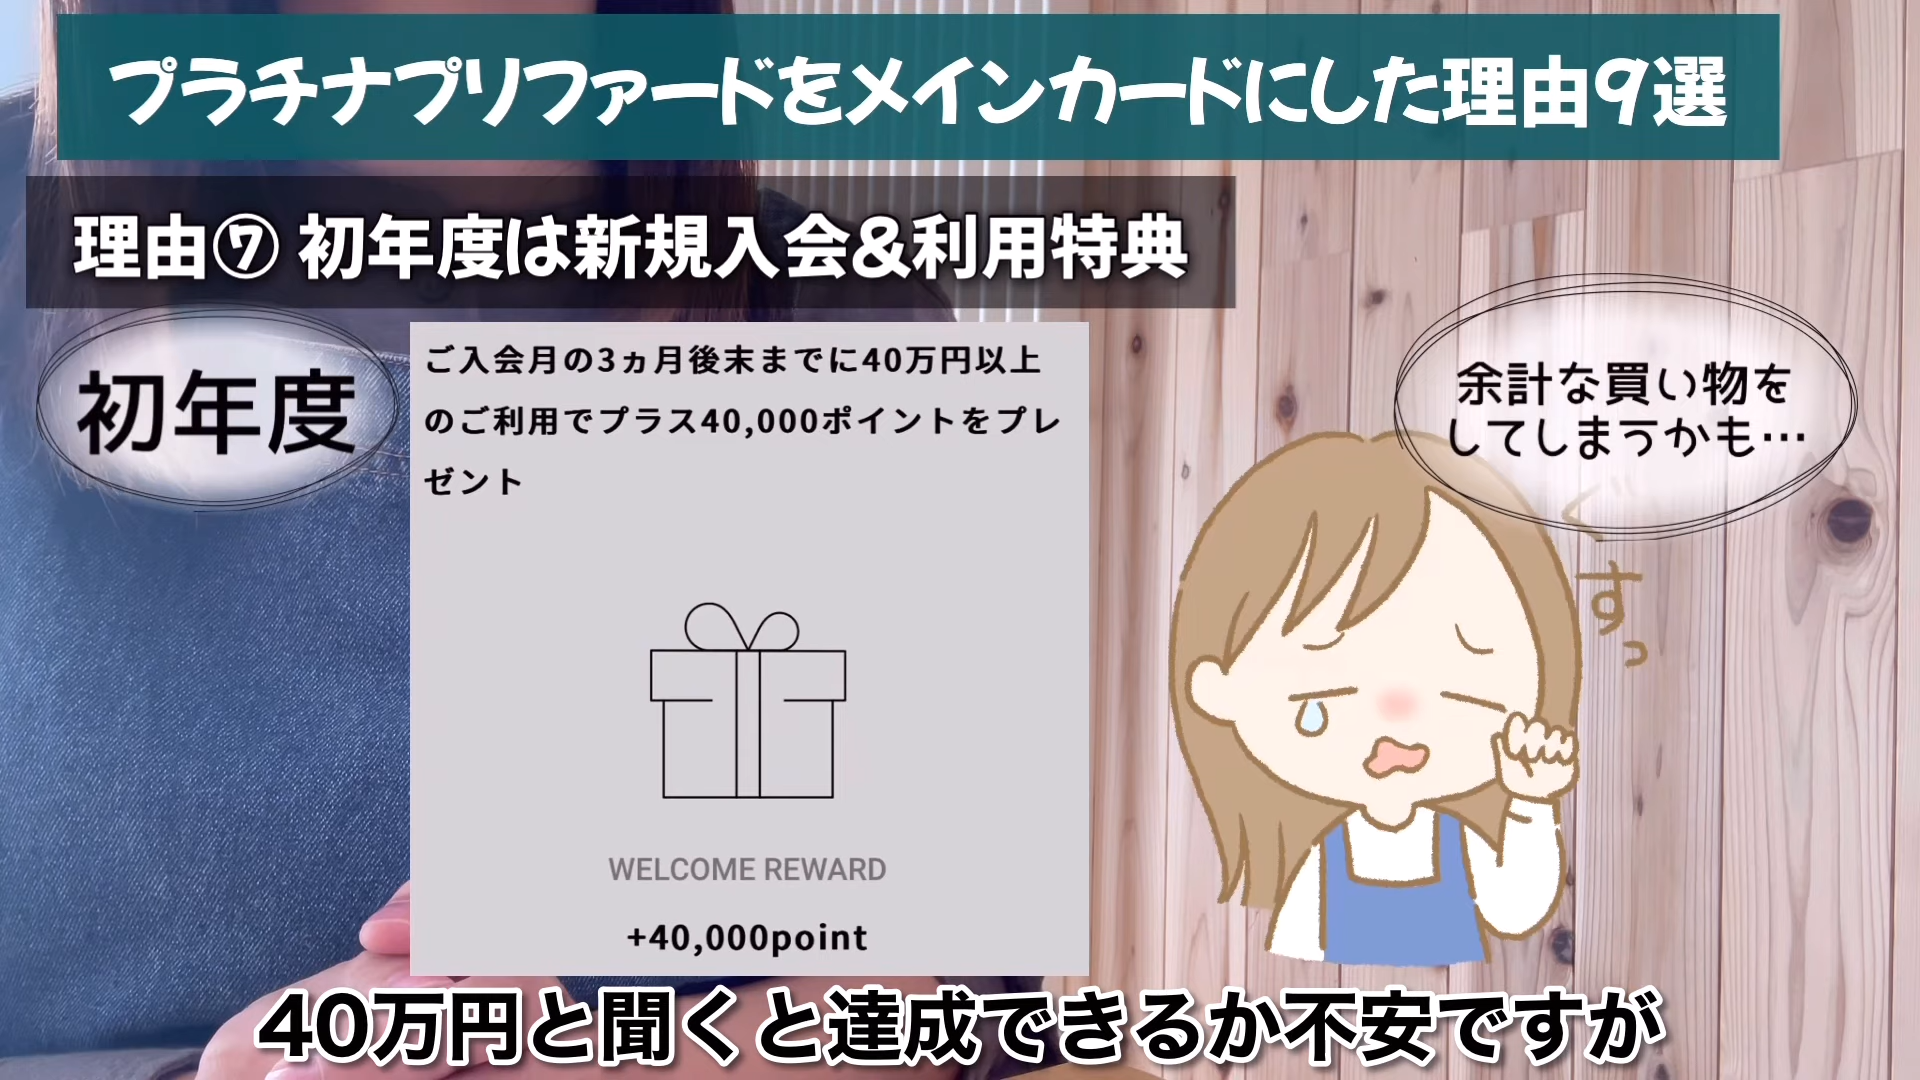 プラチナプリファードをメインカードにした理由9選
理由⑦ 初年度は新規入会&利用特典
初年度
ご入会月の3ヵ月後末までに40万円以上
のご利用でプラス40,000ポイントをプレ
ゼント
WELCOME REWARD
+40,000point
余計な買い物を
してしまうかも…
ぐ
す
っ
40万円と聞くと達成できるか不安ですが